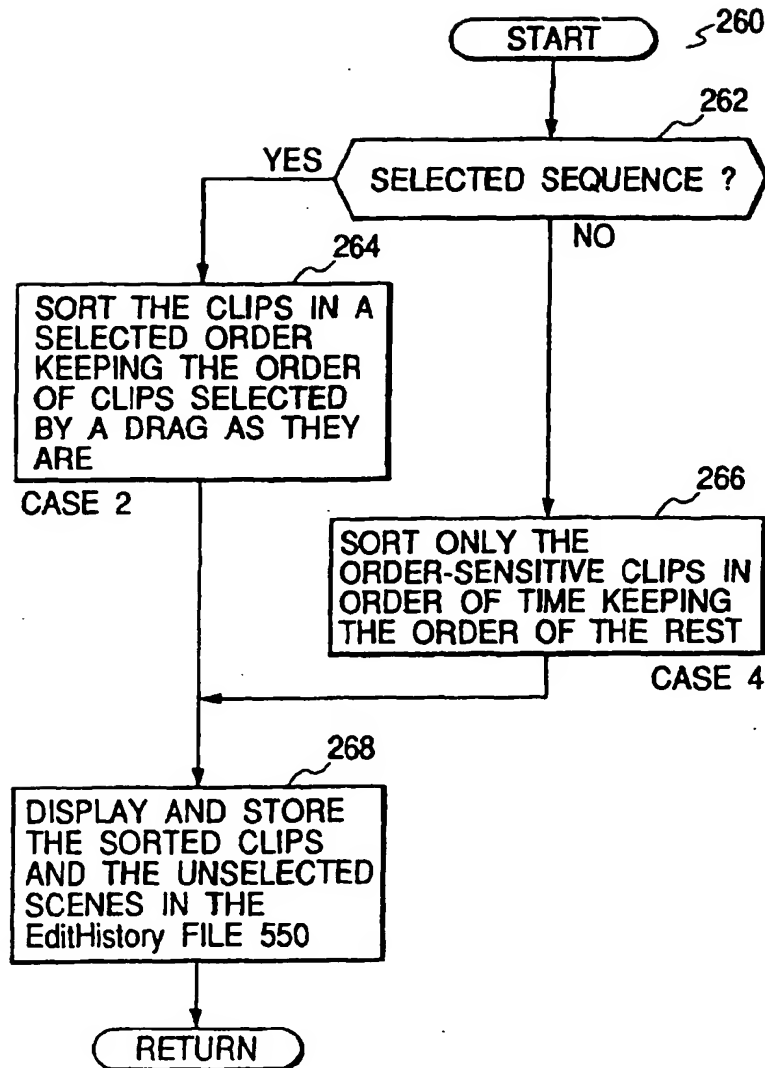 START
260
262
YES
SELECTED SEQUENCE ?
NO
264
SORT THE CLIPS IN A
SELECTED ORDER
KEEPING THE ORDER
OF CLIPS SELECTED
BY A DRAG AS THEY
ARE
CASE 2
266
SORT ONLY THE
ORDER-SENSITIVE CLIPS IN
ORDER OF TIME KEEPING
THE ORDER OF THE REST
CASE 4
268
DISPLAY AND STORE
THE SORTED CLIPS
AND THE UNSELECTED
SCENES IN THE
EditHistory FILE 550
RETURN